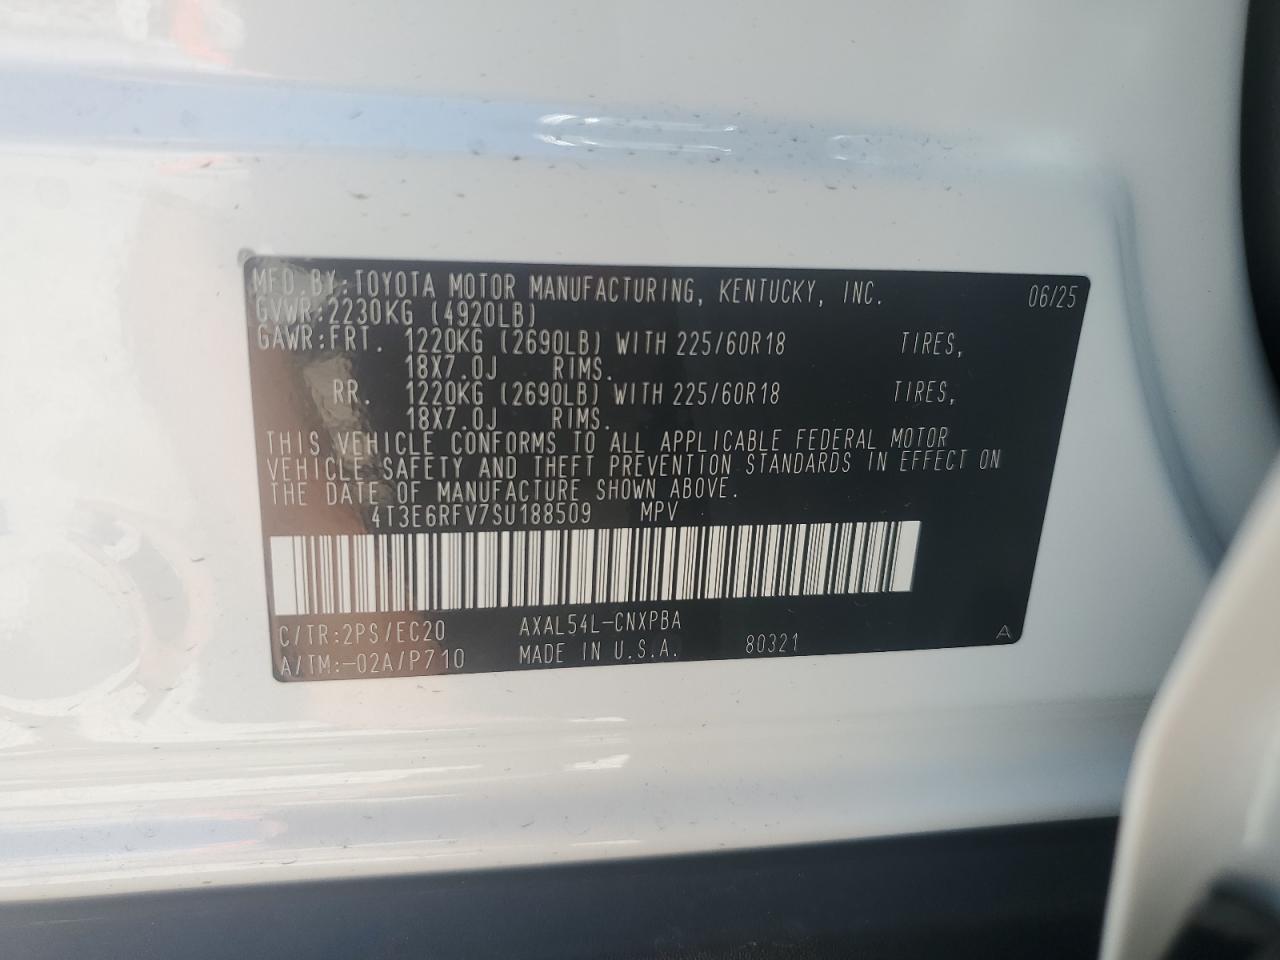 MFD.BY:TOYOTA MOTOR MANUFACTURING, KENTUCKY, INC. 06/25
GVWR:2230KG (4920LB)
GAWR:FRT. 1220KG (2690LB) WITH 225/60R18 TIRES,
18X7.0J RIMS.
RR. 1220KG (2690LB) WITH 225/60R18 TIRES,
18X7.0J RIMS.
THIS VEHICLE CONFORMS TO ALL APPLICABLE FEDERAL MOTOR
VEHICLE SAFETY AND THEFT PREVENTION STANDARDS IN EFFECT ON
THE DATE OF MANUFACTURE SHOWN ABOVE.
4T3E6RFV7SU188509 MPV
C/TR:2PS/EC20 AXAL54L-CNXPBA
A/TM:-02A/P710 MADE IN U.S.A. 80321 A